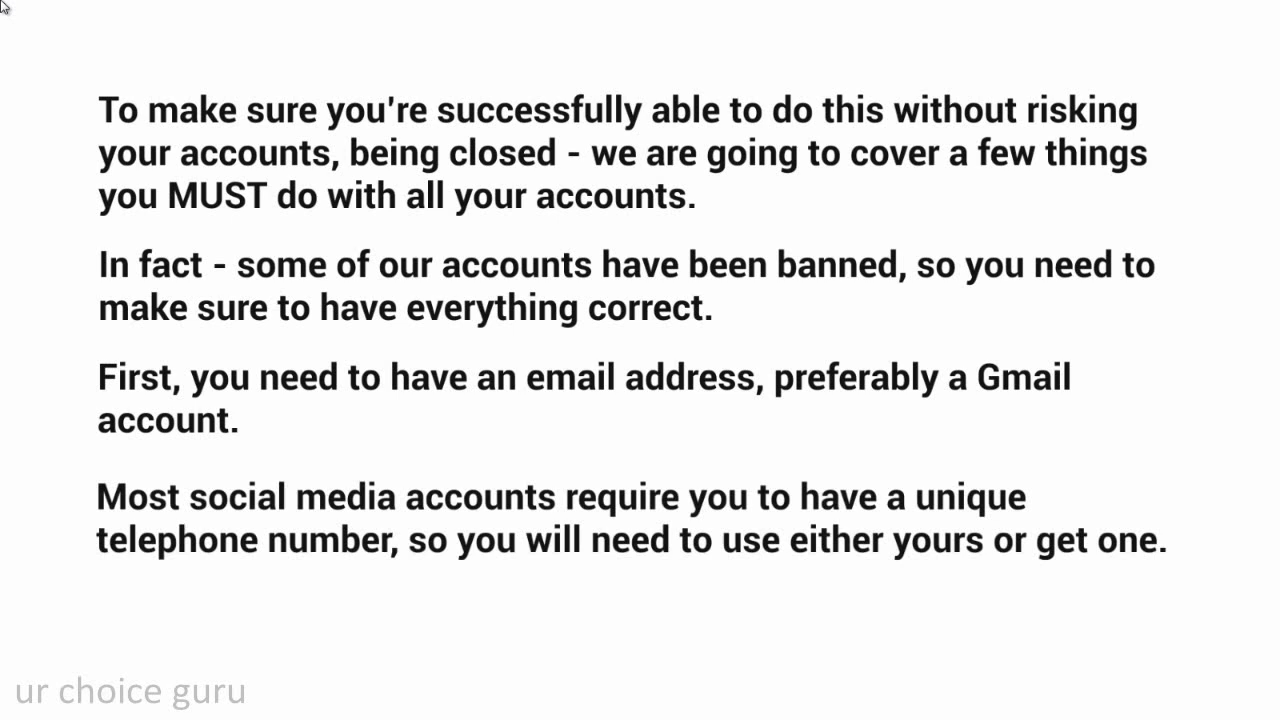 To make sure you're successfully able to do this without risking
your accounts, being closed - we are going to cover a few things
you MUST do with all your accounts.
In fact - some of our accounts have been banned, so you need to
make sure to have everything correct.
First, you need to have an email address, preferably a Gmail
account.
Most social media accounts require you to have a unique
telephone number, so you will need to use either yours or get one.
ur choice guru